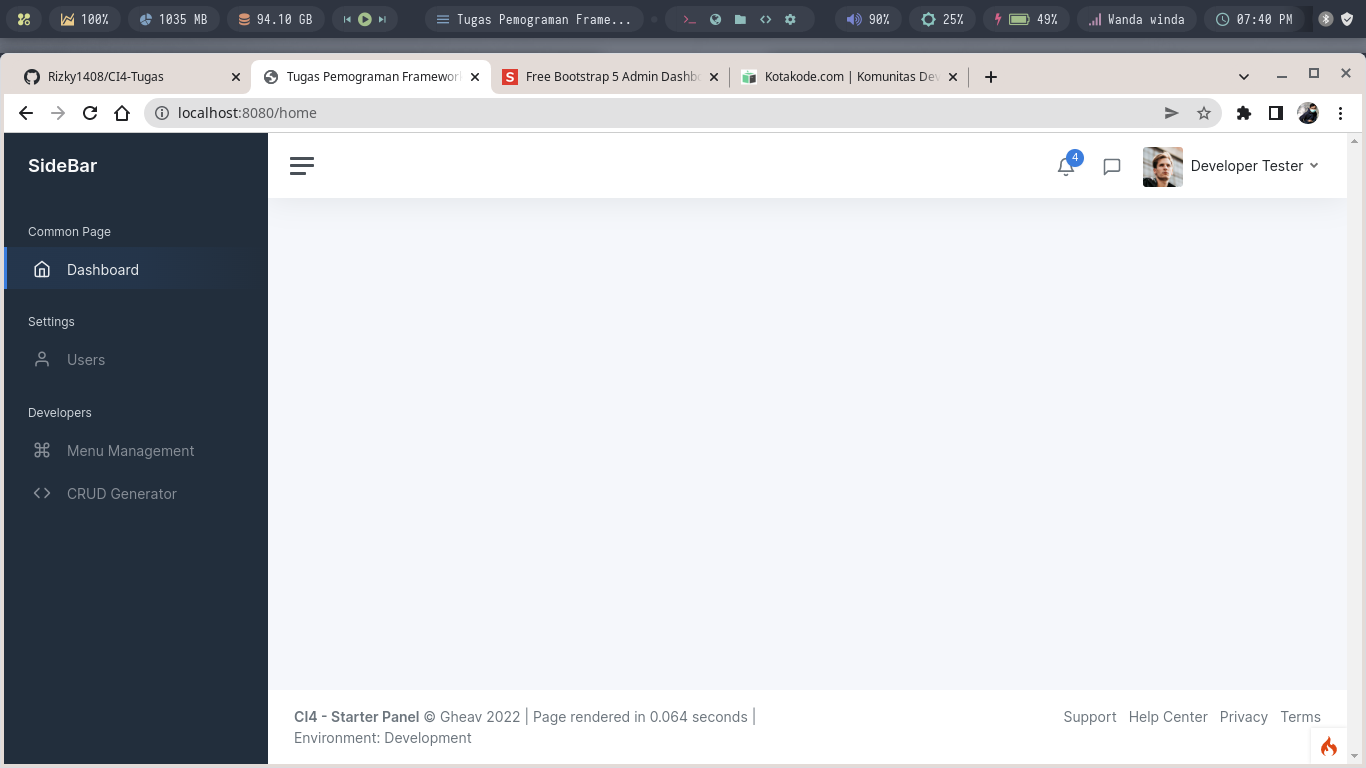 100% 1035 MB 94.10 GB Tugas Pemograman Frame... 90% 25% 49% Wanda winda 07:40 PM
Rizky1408/CI4-Tugas Tugas Pemograman Framewor Free Bootstrap 5 Admin Dashb Kotakode.com | Komunitas Dev
localhost:8080/home
SideBar
4 Developer Tester
Common Page
Dashboard
Settings
Users
Developers
Menu Management
CRUD Generator
CI4 - Starter Panel © Gheav 2022 | Page rendered in 0.064 seconds |
Environment: Development
Support Help Center Privacy Terms